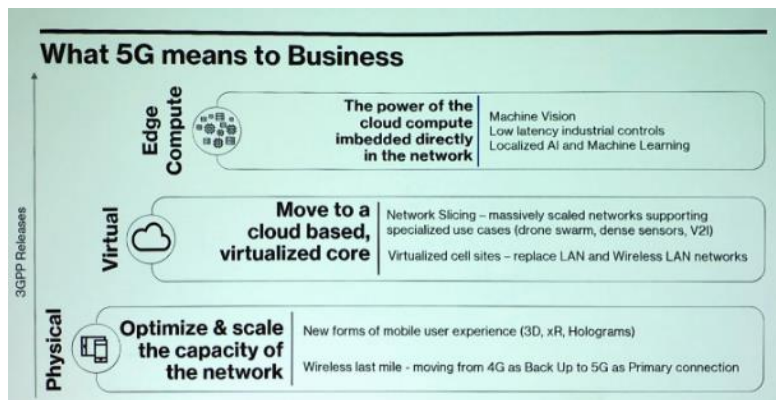 What 5G means to Business
3GPP Releases
Edge
Compute
The power of the
cloud compute
imbedded directly
in the network
Machine Vision
Low latency industrial controls
Localized AI and Machine Learning
Virtual
Move to a
cloud based,
virtualized core
Network Slicing – massively scaled networks supporting
specialized use cases (drone swarm, dense sensors, V2I)
Virtualized cell sites – replace LAN and Wireless LAN networks
Physical
Optimize & scale
the capacity of
the network
New forms of mobile user experience (3D, xR, Holograms)
Wireless last mile - moving from 4G as Back Up to 5G as Primary connection